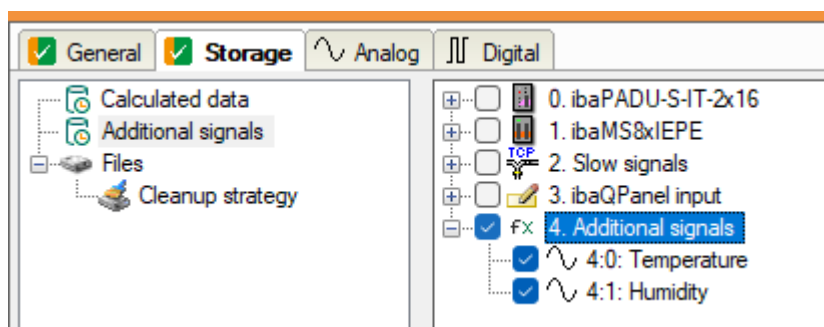 General Storage Analog Digital
Calculated data
Additional signals
Files
Cleanup strategy
0. ibaPADU-S-IT-2x16
1. ibaMS8xIEPE
TCP 2. Slow signals
3. ibaQPanel input
fx 4. Additional signals
4:0: Temperature
4:1: Humidity